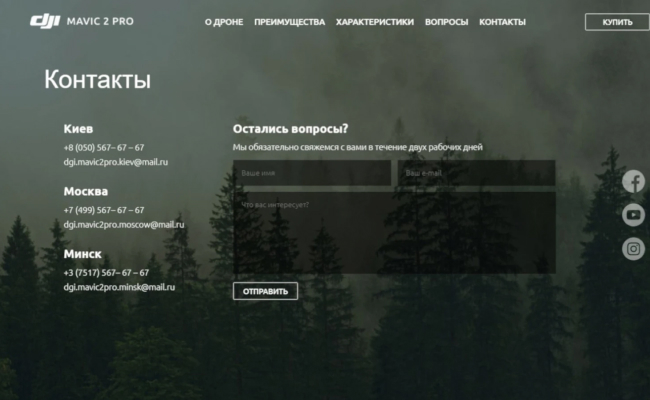 dji MAVIC 2 PRO
О ДРОНЕ ПРЕИМУЩЕСТВА ХАРАКТЕРИСТИКИ ВОПРОСЫ КОНТАКТЫ
КУПИТЬ
Контакты
Киев
+8 (050) 567– 67 – 67
dgi.mavic2pro.kiev@mail.ru
Москва
+7 (499) 567– 67 – 67
dgi.mavic2pro.moscow@mail.ru
Минск
+3 (7517) 567– 67 – 67
dgi.mavic2pro.minsk@mail.ru
Остались вопросы?
Мы обязательно свяжемся с вами в течение двух рабочих дней
Ваше имя
Ваш e-mail
Что вас интересует?
ОТПРАВИТЬ